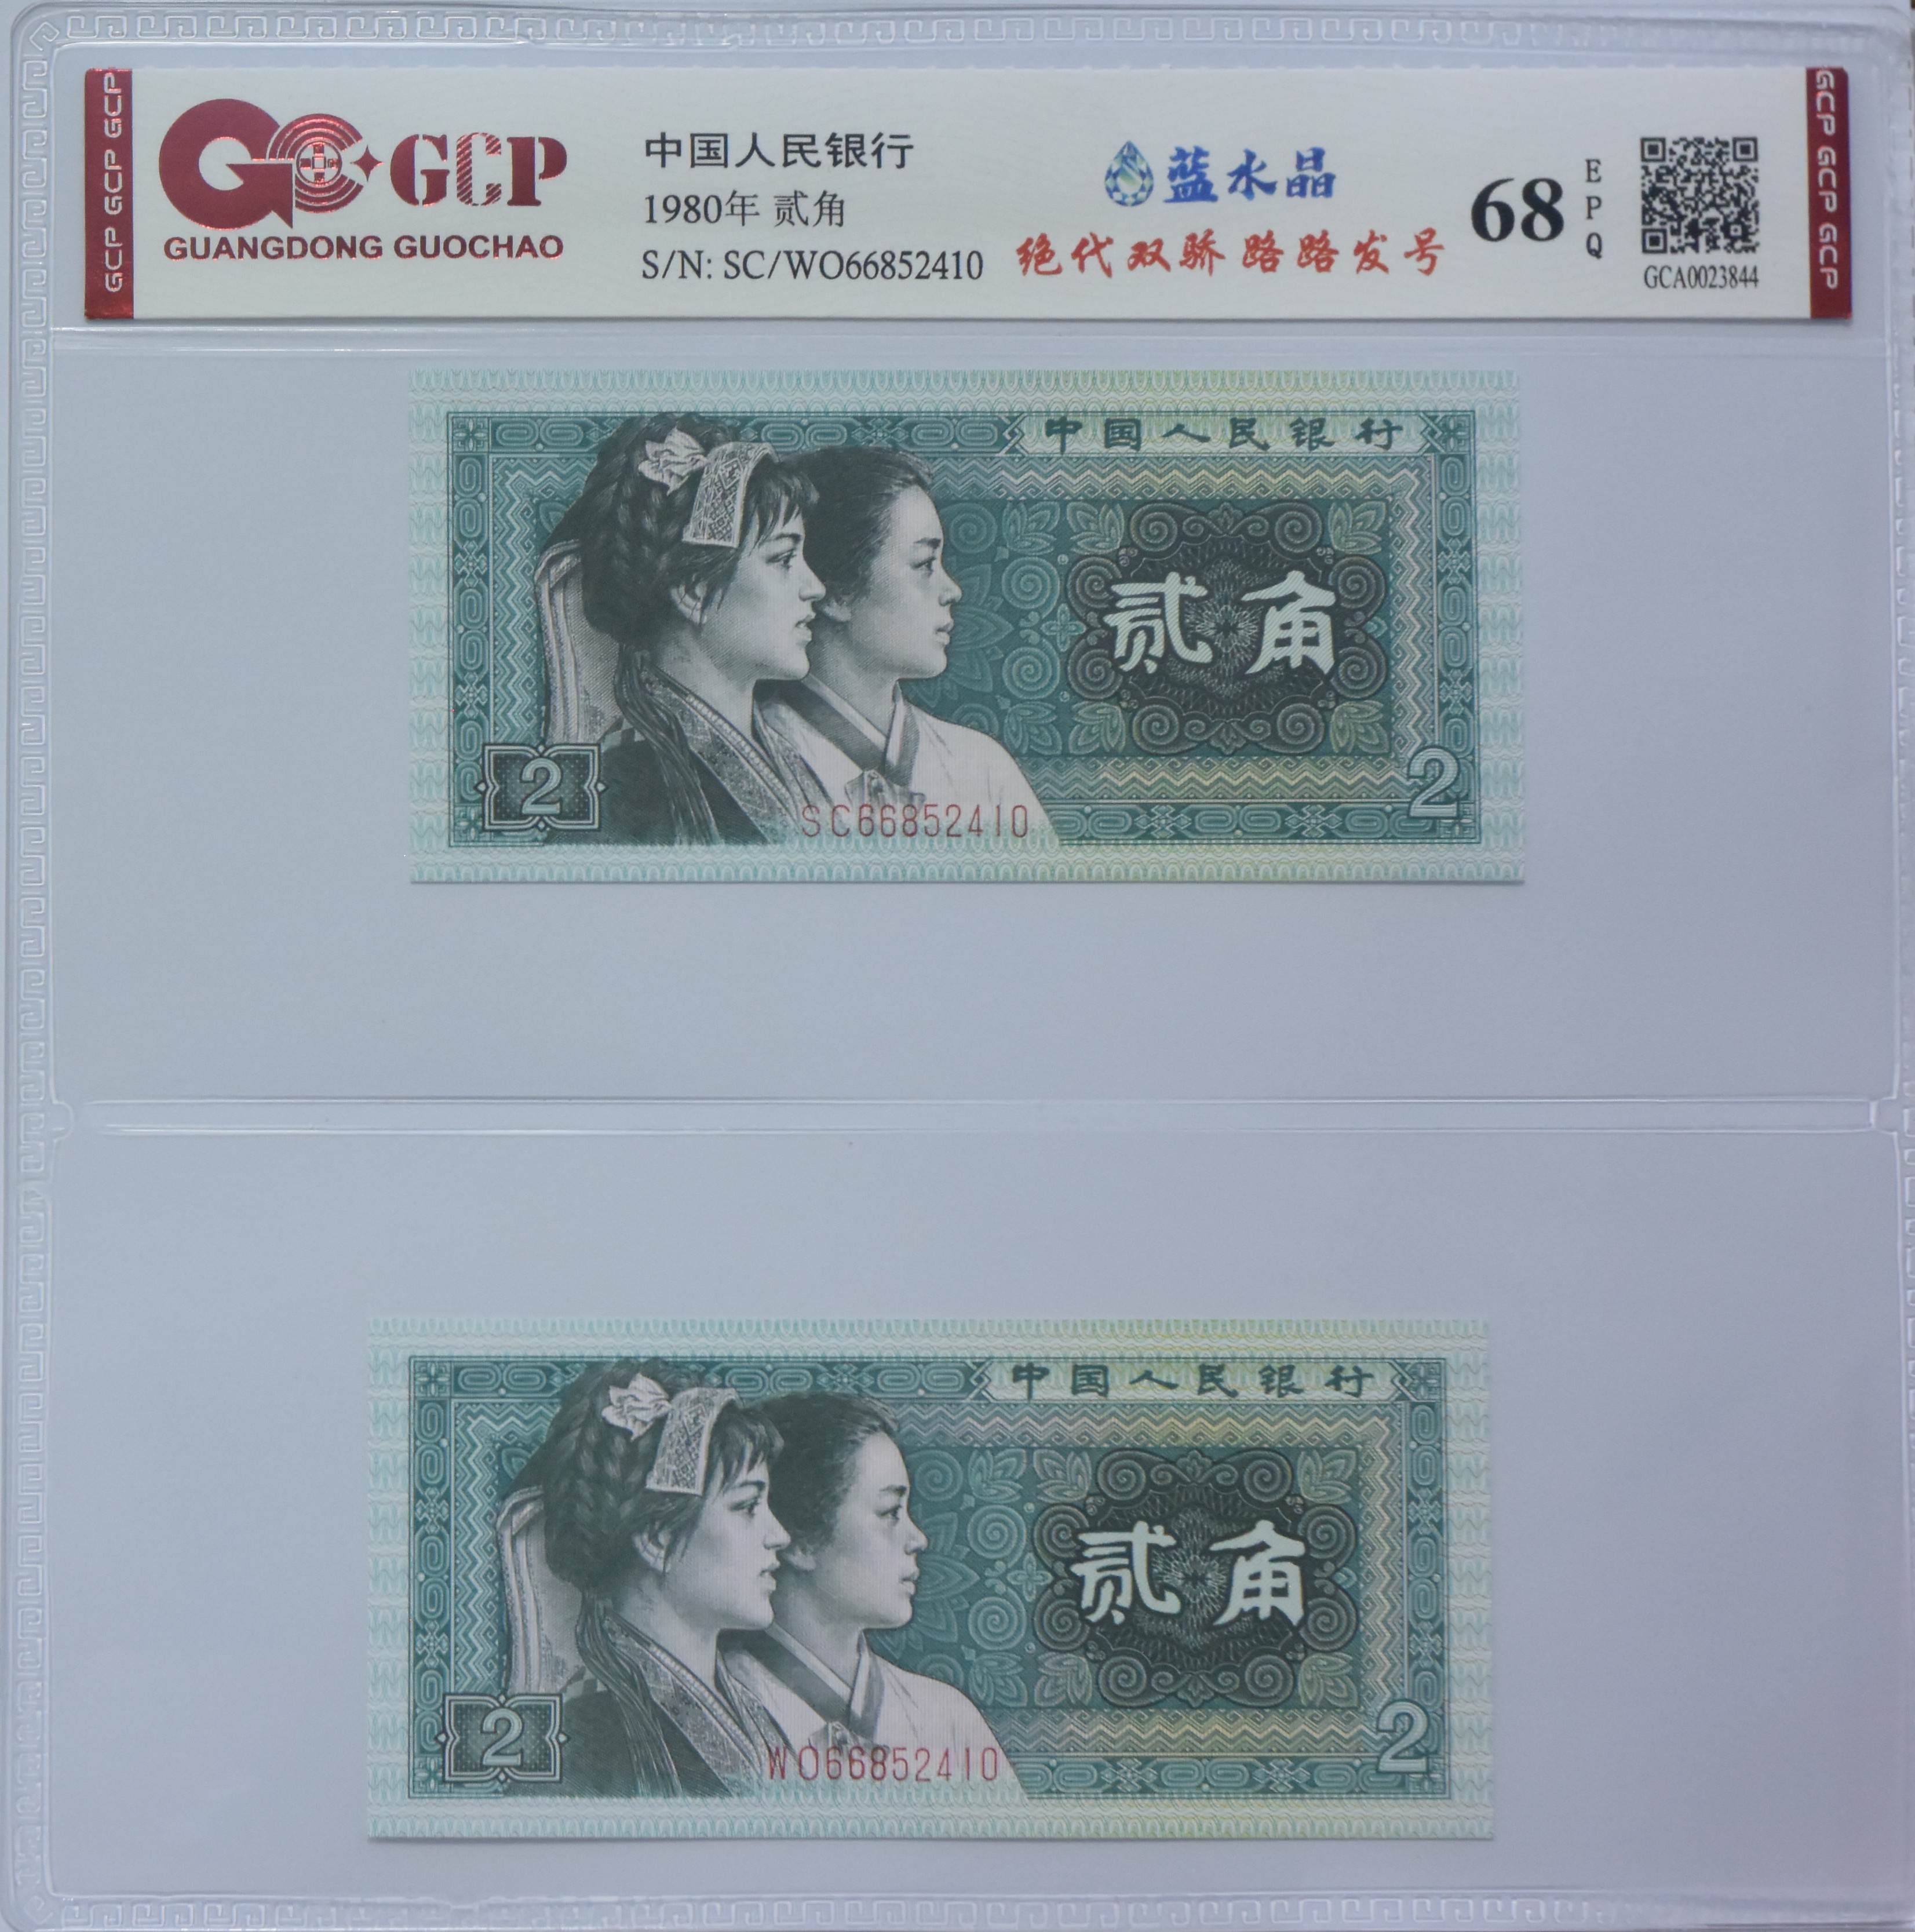 GCP GCP GCP
GCP
GUANGDONG GUOCHAO
中国人民银行
1980年 贰角
S/N: SC/WO66852410
蓝水晶
绝代双骄 路路发号
68
EPQ
GCA0023844
GCP GCP GCP
中国人民银行
贰角
2
2
SC66852410
中国人民银行
贰角
2
2
WO66852410